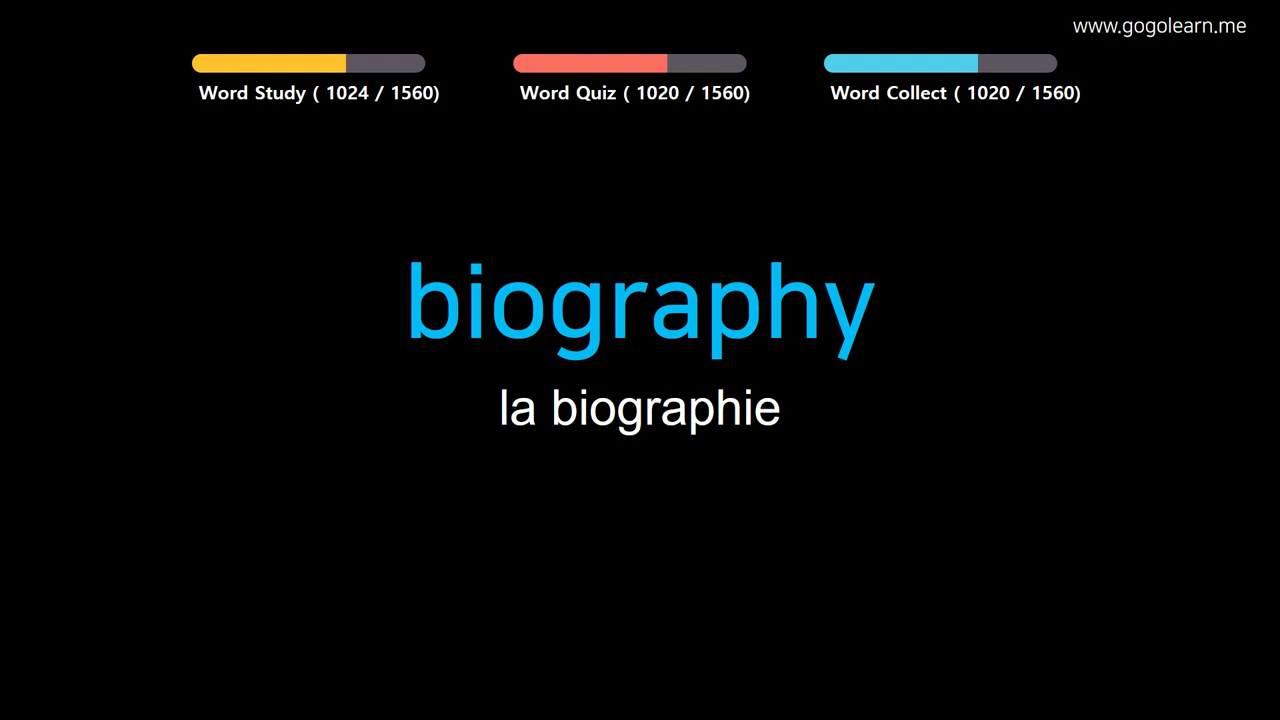 www.gogolearn.me
Word Study ( 1024 / 1560)
Word Quiz ( 1020 / 1560)
Word Collect ( 1020 / 1560)
biography
la biographie